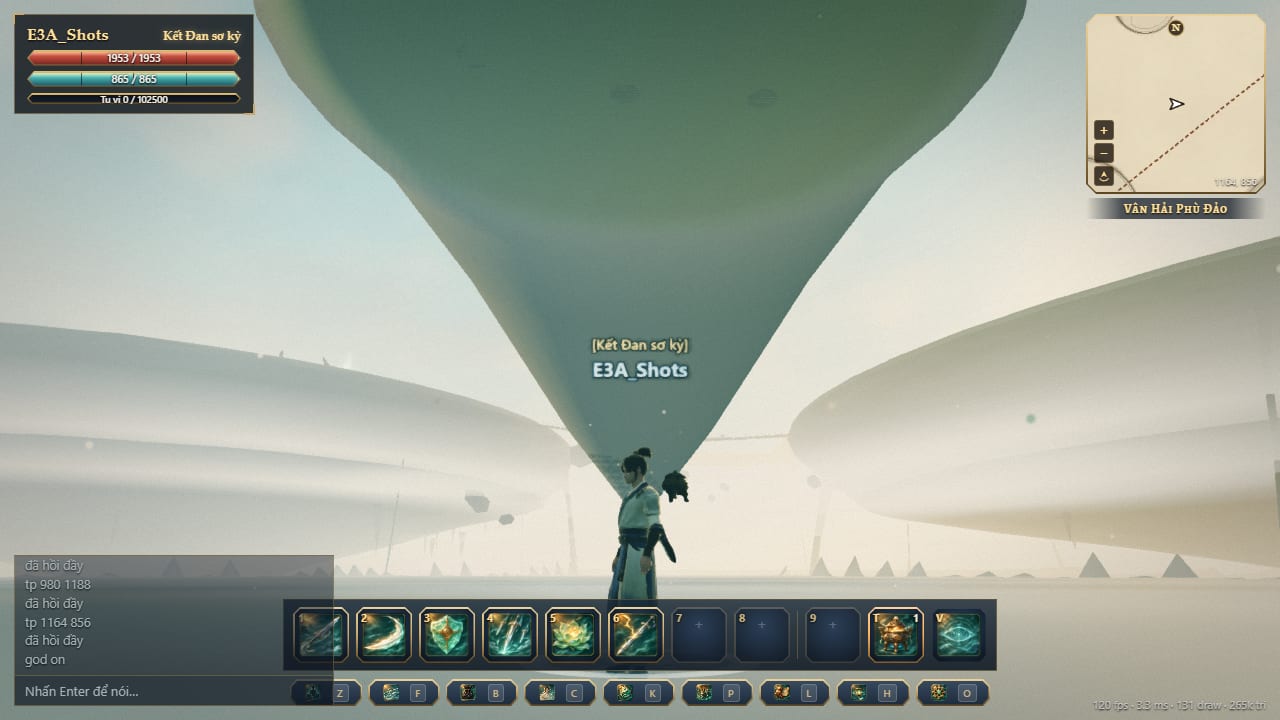 E3A_Shots Kết Đan sơ kỳ
1953 / 1953
865 / 865
Tu vi 0 / 102500
N
+
−
1164, 856
Vân Hải Phù Đảo
[Kết Đan sơ kỳ]
E3A_Shots
đã hồi đầy
tp 980 1188
đã hồi đầy
tp 1164 856
đã hồi đầy
god on
Nhấn Enter để nói...
1 2 3 4 5 6 7 + 8 + 9 + T 1 V
Z F B C K P L H O
120 fps · 3.3 ms · 131 draw · 265k tri